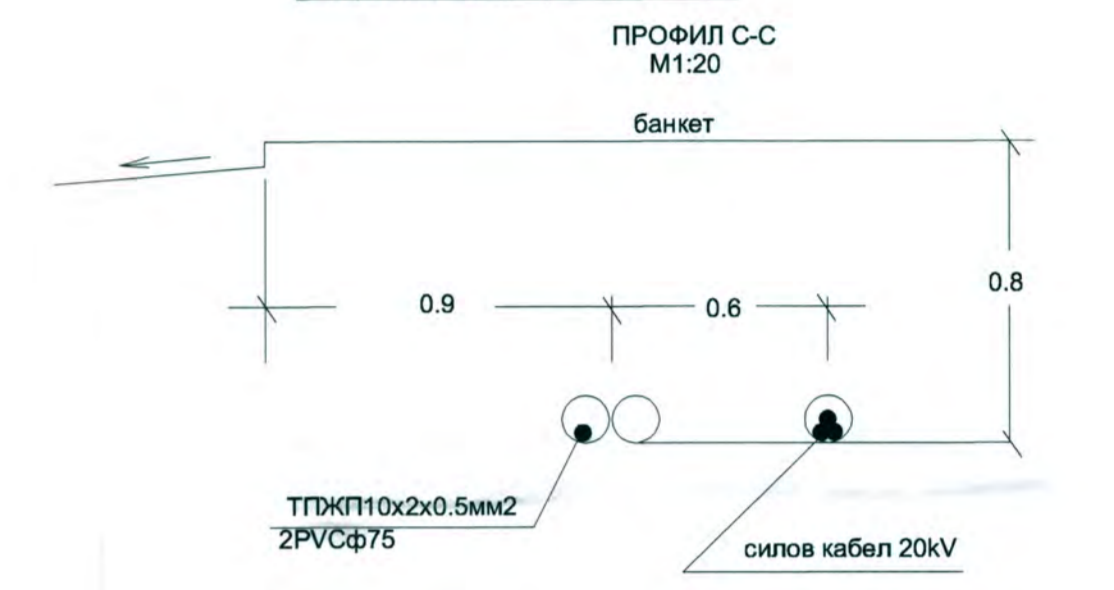 ПРОФИЛ С-С
М1:20
банкет
0.9
0.6
0.8
ТПЖП10х2х0.5мм2
2PVCф75
силов кабел 20kV